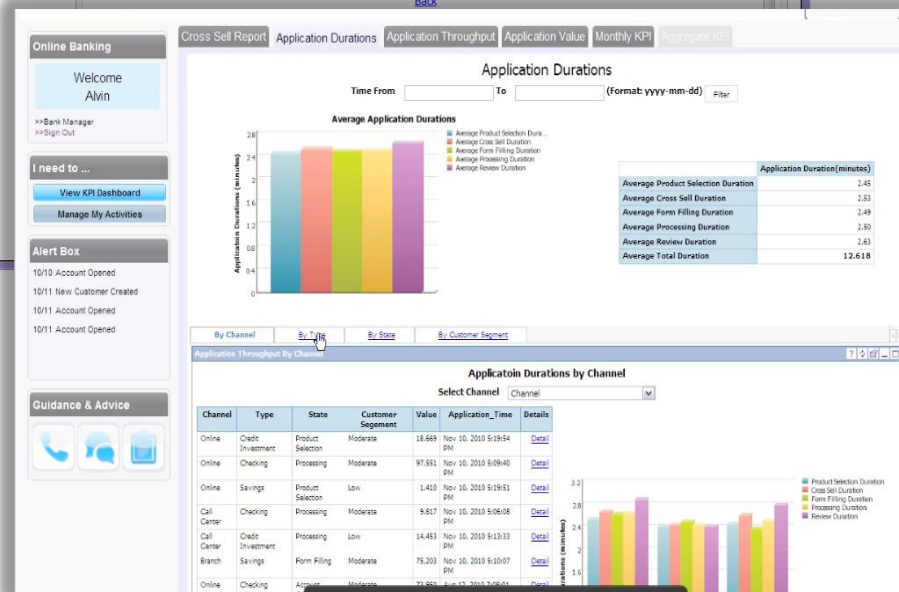 Back
Cross Sell Report Application Durations Application Throughput Application Value Monthly KPI Aggregate KPI
Online Banking
Welcome
Alvin
>>Bank Manager
>>Sign Out
I need to ...
View KPI Dashboard
Manage My Activities
Alert Box
10/10 Account Opened
10/11 New Customer Created
10/11 Account Opened
10/11 Account Opened
Guidance & Advice
Application Durations
Time From To (Format: yyyy-mm-dd) Filter
Average Application Durations
Applicatoin Durations (minutes)
2.8
2.4
2
1.6
1.2
0.8
0.4
0
Average Product Selection Dura...
Average Cross Sell Duration
Average Form Filling Duration
Average Processing Duration
Average Review Duration
Application Duration(minutes)
Average Product Selection Duration 2.45
Average Cross Sell Duration 2.53
Average Form Filling Duration 2.49
Average Processing Duration 2.50
Average Review Duration 2.63
Average Total Duration 12.618
By Channel By Type By State By Customer Segment
Application Throughput By Channel
Applicatoin Durations by Channel
Select Channel Channel
Channel Type State Customer Segement Value Application_Time Details
Online Credit Investment Product Selection Moderate 18.669 Nov 10, 2010 5:19:54 PM Detail
Online Checking Processing Moderate 97.551 Nov 10, 2010 5:09:40 PM Detail
Online Savings Product Selection Low 1.410 Nov 10, 2010 5:19:51 PM Detail
Call Center Checking Processing Moderate 9.817 Nov 10, 2010 5:06:08 PM Detail
Call Center Credit Investment Processing Low 14.453 Nov 10, 2010 5:13:33 PM Detail
Branch Savings Form Filling Moderate 75.203 Nov 10, 2010 5:10:07 PM Detail
Online Checking Account Moderate 73.950 Aug 12, 2010 Detail
3.2
2.8
2.4
2
1.6
Product Selection Duration
Cross Sell Duration
Form Filling Duration
Processing Duration
Review Duration